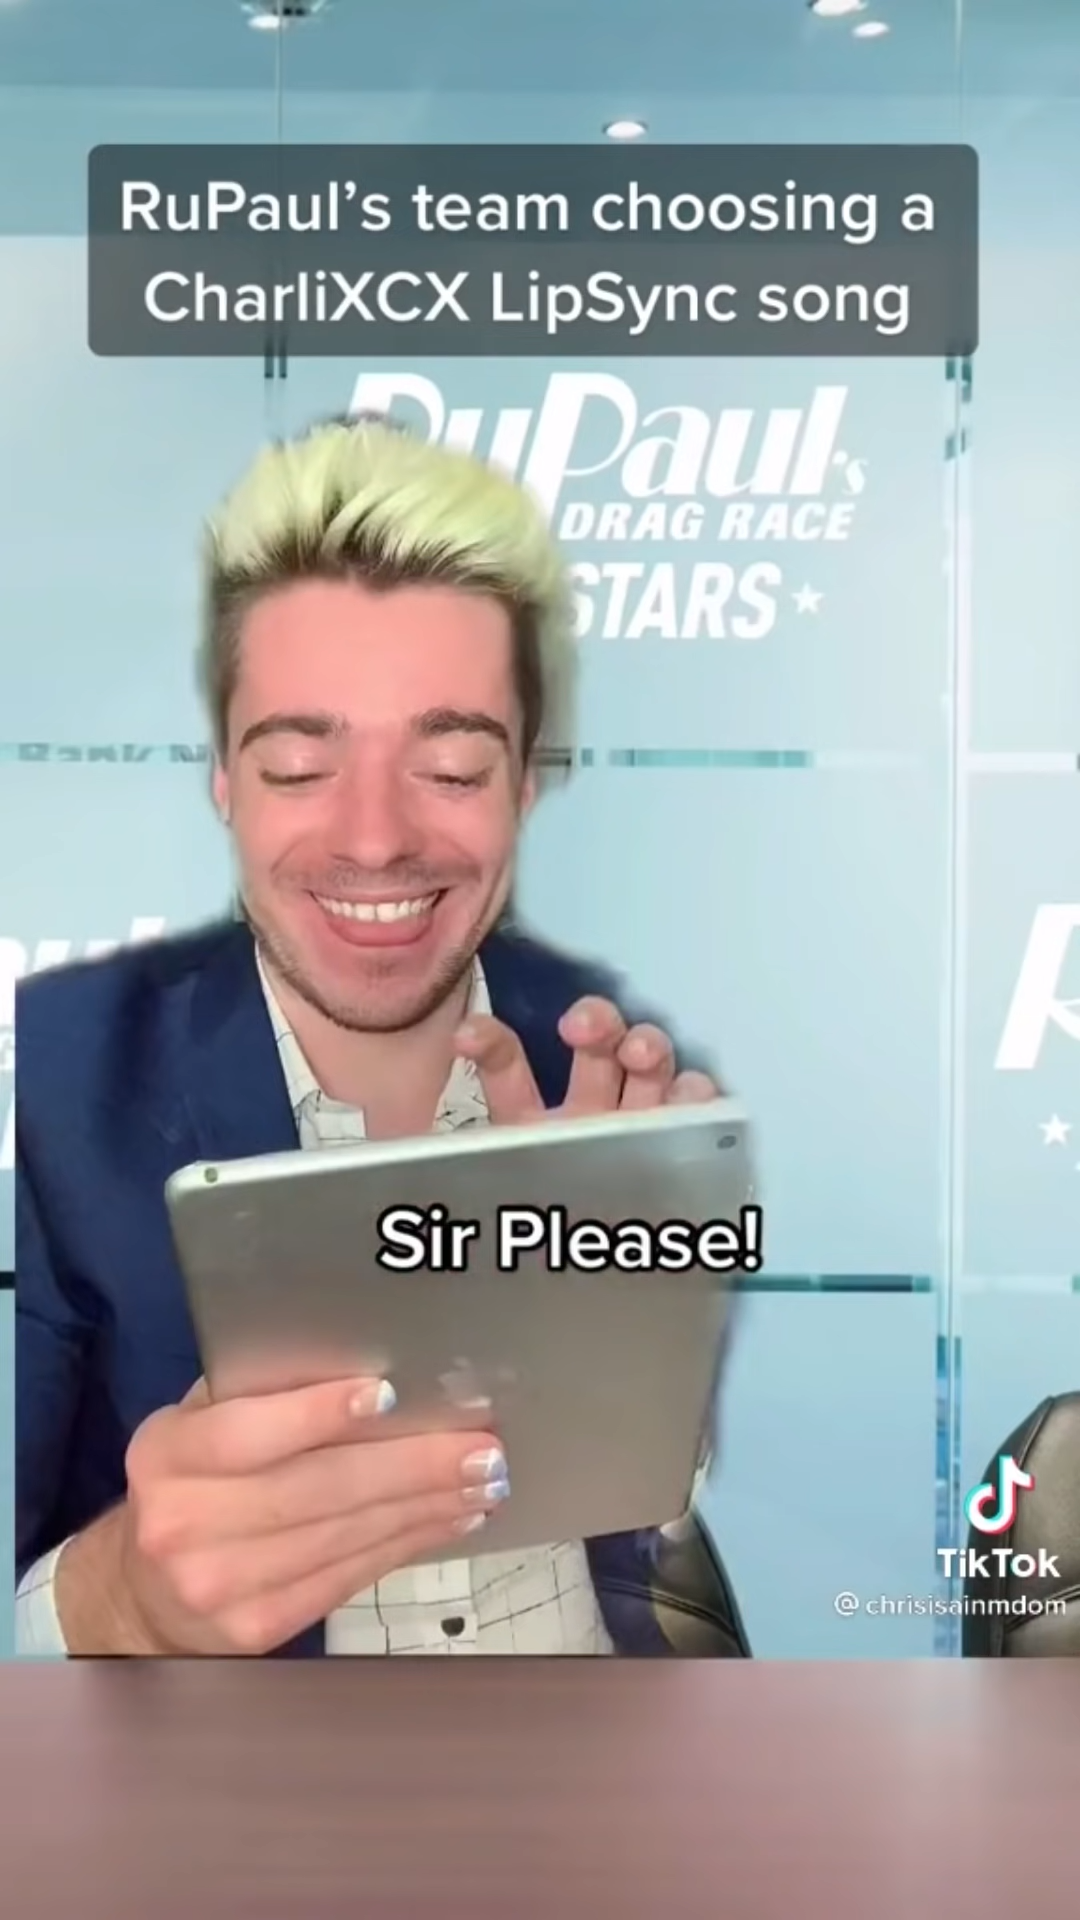 RuPaul's team choosing a
CharliXCX LipSync song
RuPaul's
DRAG RACE
STARS
Sir Please!
TikTok
@chrisisainmdom